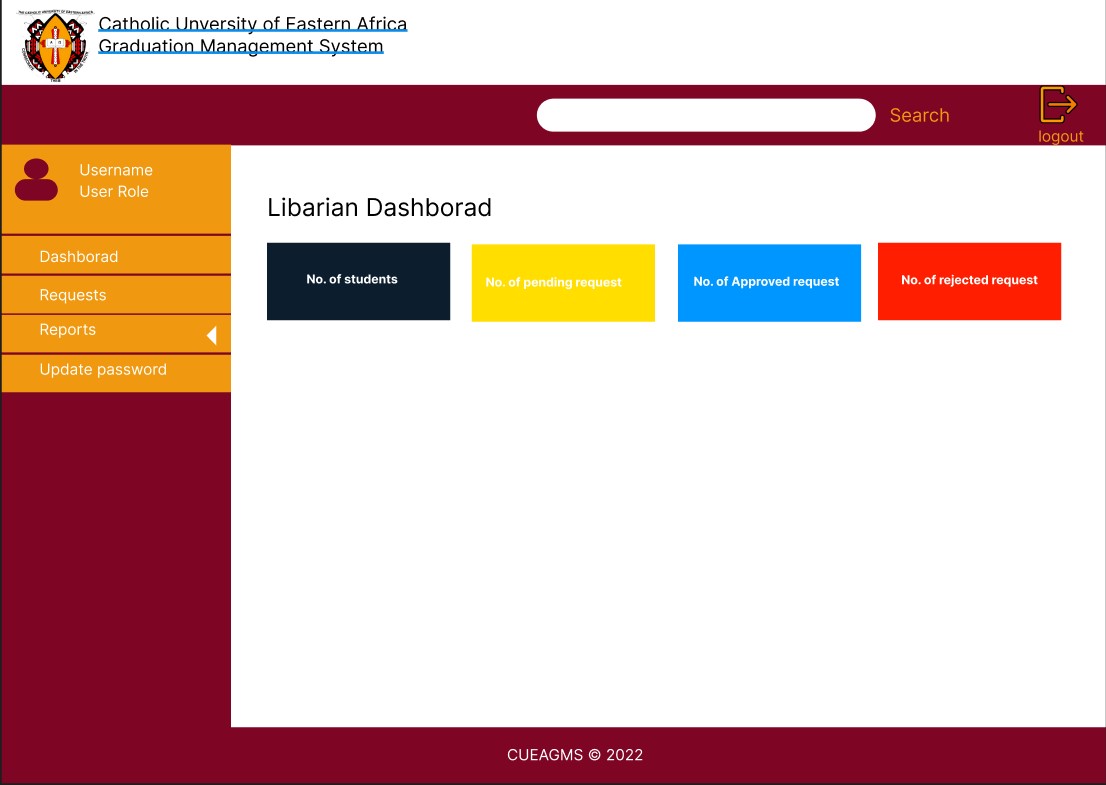 Catholic Unversity of Eastern Africa
Graduation Management System
Search
logout
Username
User Role
Dashborad
Requests
Reports
Update password
Libarian Dashborad
No. of students
No. of pending request
No. of Approved request
No. of rejected request
CUEAGMS © 2022